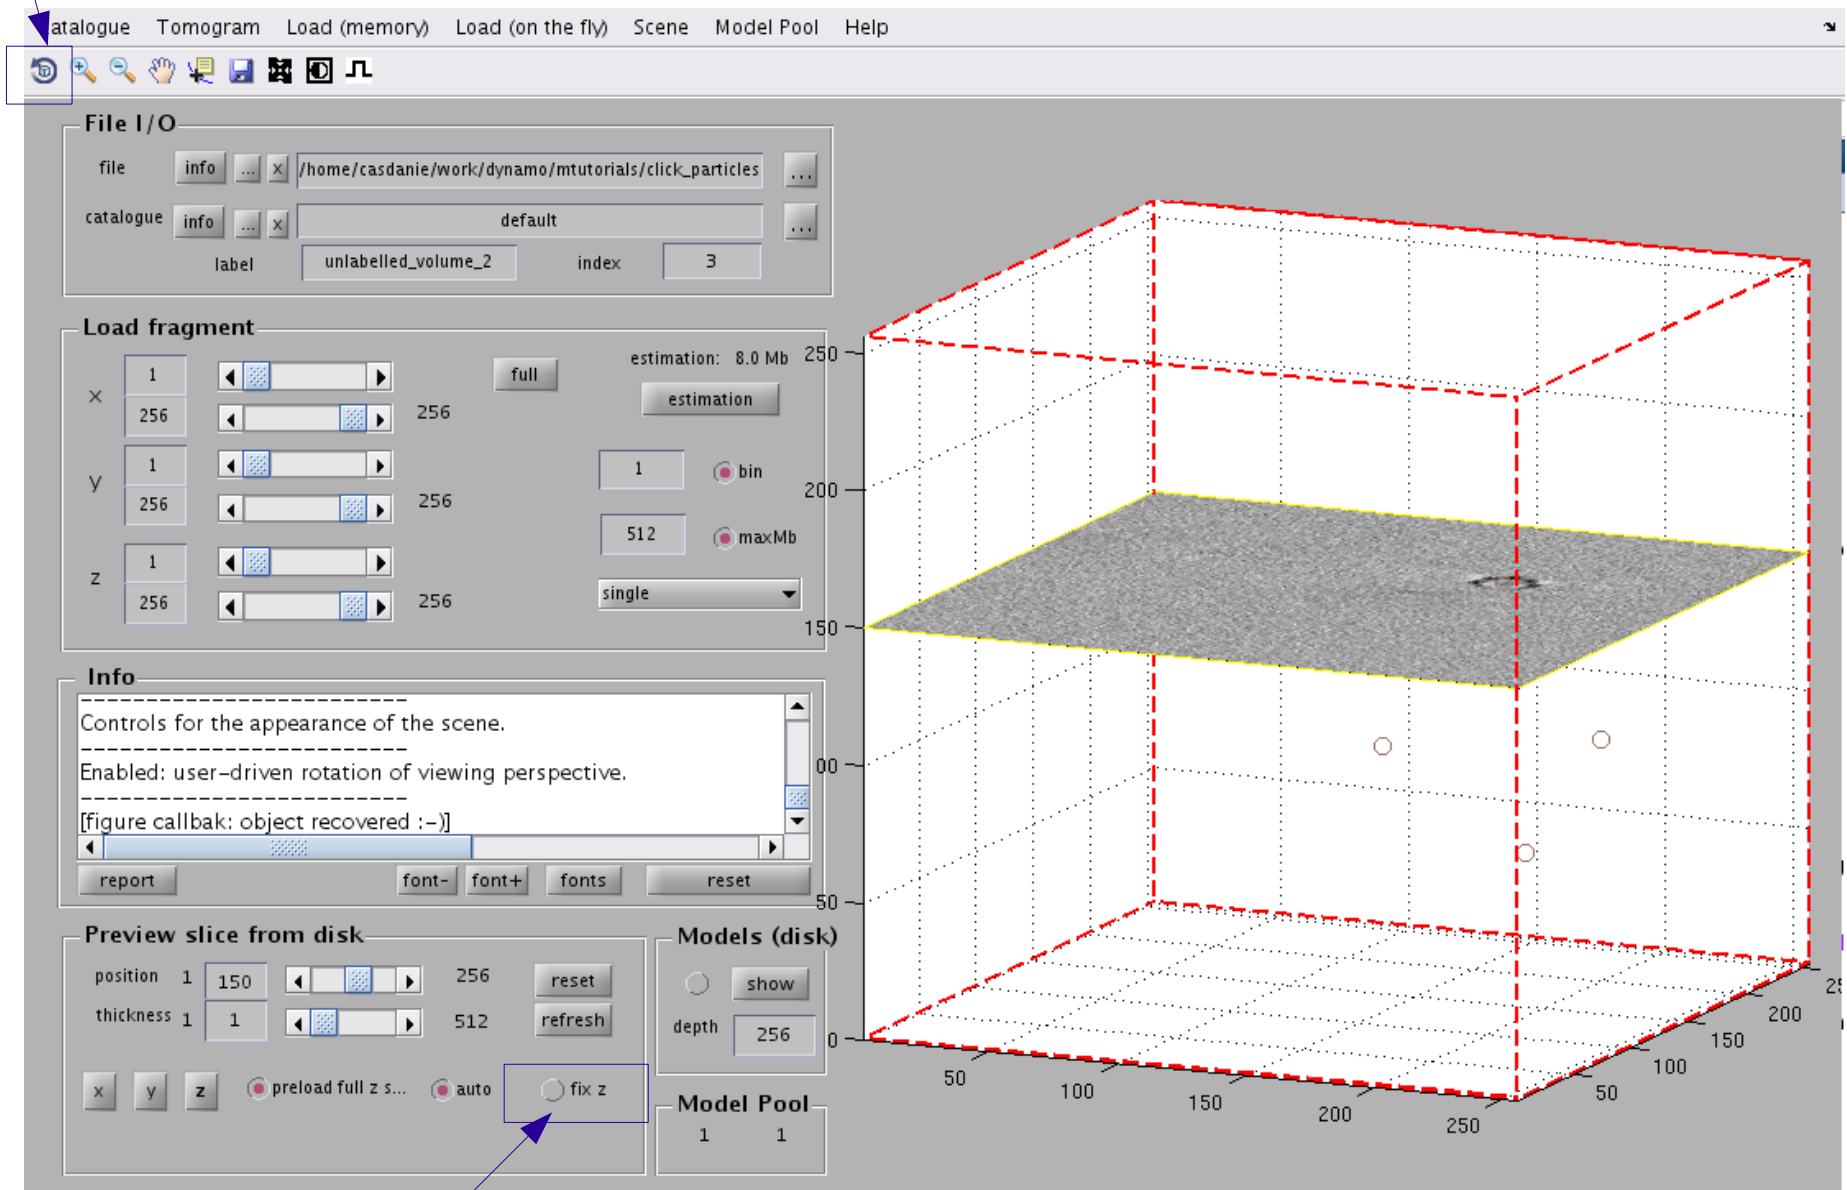 atalogue Tomogram Load (memory) Load (on the fly) Scene Model Pool Help
File I/O
file info ... x /home/casdanie/work/dynamo/mtutorials/click_particles ...
catalogue info ... x default ...
label unlabelled_volume_2 index 3
Load fragment
x 1 full estimation: 8.0 Mb
256 256 estimation
y 1 1 bin
256 256
512 maxMb
z 1
256 256 single
Info
Controls for the appearance of the scene.
Enabled: user-driven rotation of viewing perspective.
[figure callbak: object recovered :-)]
report font- font+ fonts reset
Preview slice from disk
position 1 150 256 reset
thickness 1 1 512 refresh
x y z preload full z s... auto fix z
Models (disk)
show
depth 256
Model Pool
1 1
250
200
150
00
50
0
50 100 150 200 250
50 100 150 200 25